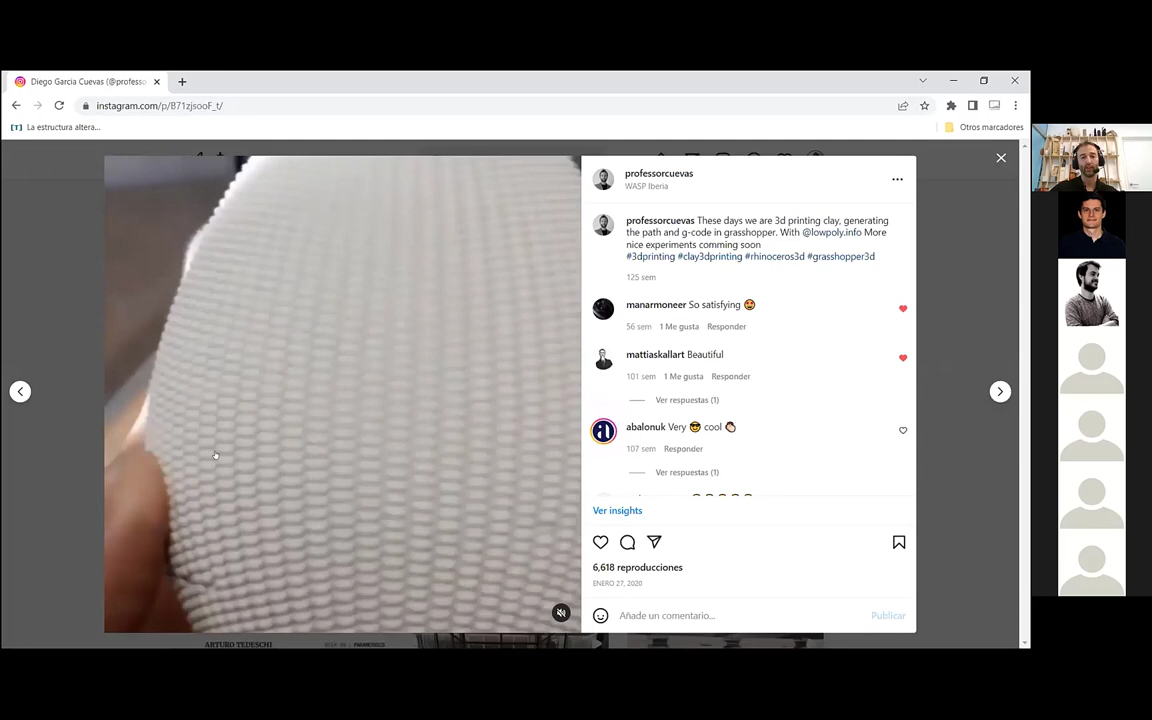 Diego Garcia Cuevas (@professo
instagram.com/p/B71zjsooF_t/
[T] La estructura altera...
Otros marcadores
professorcuevas
WASP Iberia
professorcuevas These days we are 3d printing clay, generating
the path and g-code in grasshopper. With @lowpoly.info More
nice experiments comming soon
#3dprinting #clay3dprinting #rhinoceros3d #grasshopper3d
125 sem
manarmoneer So satisfying 🤩
56 sem 1 Me gusta Responder
mattiaskallart Beautiful
101 sem 1 Me gusta Responder
Ver respuestas (1)
abalonuk Very 😎 cool 👏🏻
107 sem Responder
Ver respuestas (1)
Ver insights
6,618 reproducciones
ENERO 27, 2020
Añade un comentario...
Publicar
ARTURO TEDESCHI